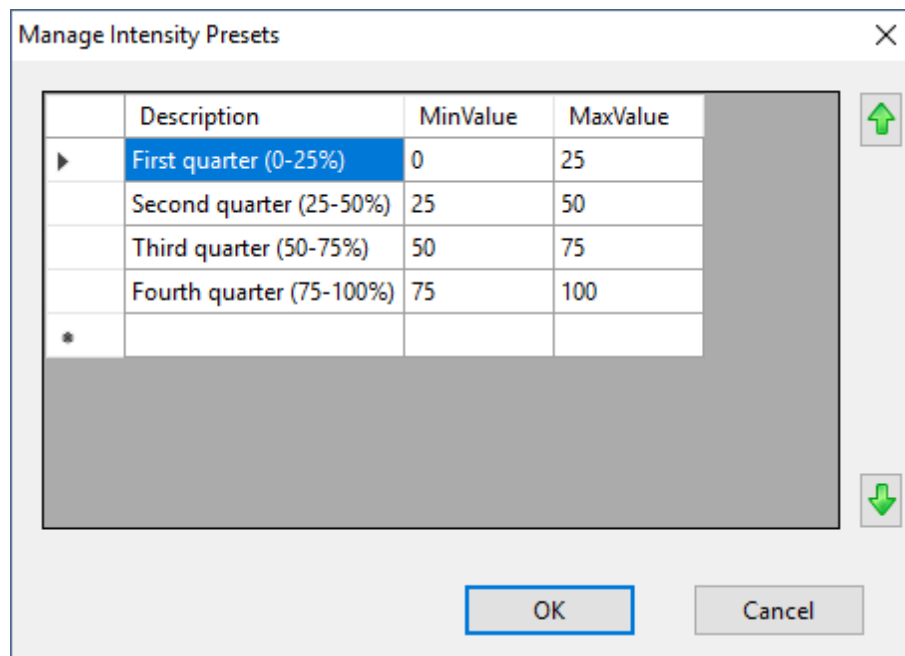 Manage Intensity Presets
Description MinValue MaxValue
First quarter (0-25%) 0 25
Second quarter (25-50%) 25 50
Third quarter (50-75%) 50 75
Fourth quarter (75-100%) 75 100
OK Cancel